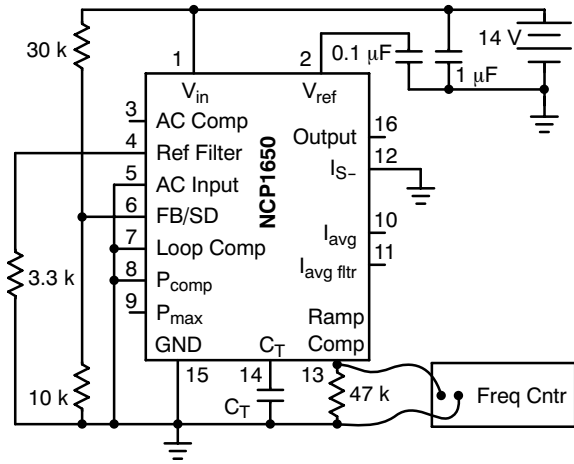 30 k
1
2
0.1 µF
1 µF
14 V
V_in
V_ref
3
AC Comp
4
Ref Filter
5
AC Input
6
FB/SD
7
Loop Comp
8
P_comp
9
P_max
GND
15
C_T
14
NCP1650
Output
16
12
I_S–
10
I_avg
11
I_avg fltr
Ramp
Comp
13
3.3 k
10 k
C_T
47 k
Freq Cntr